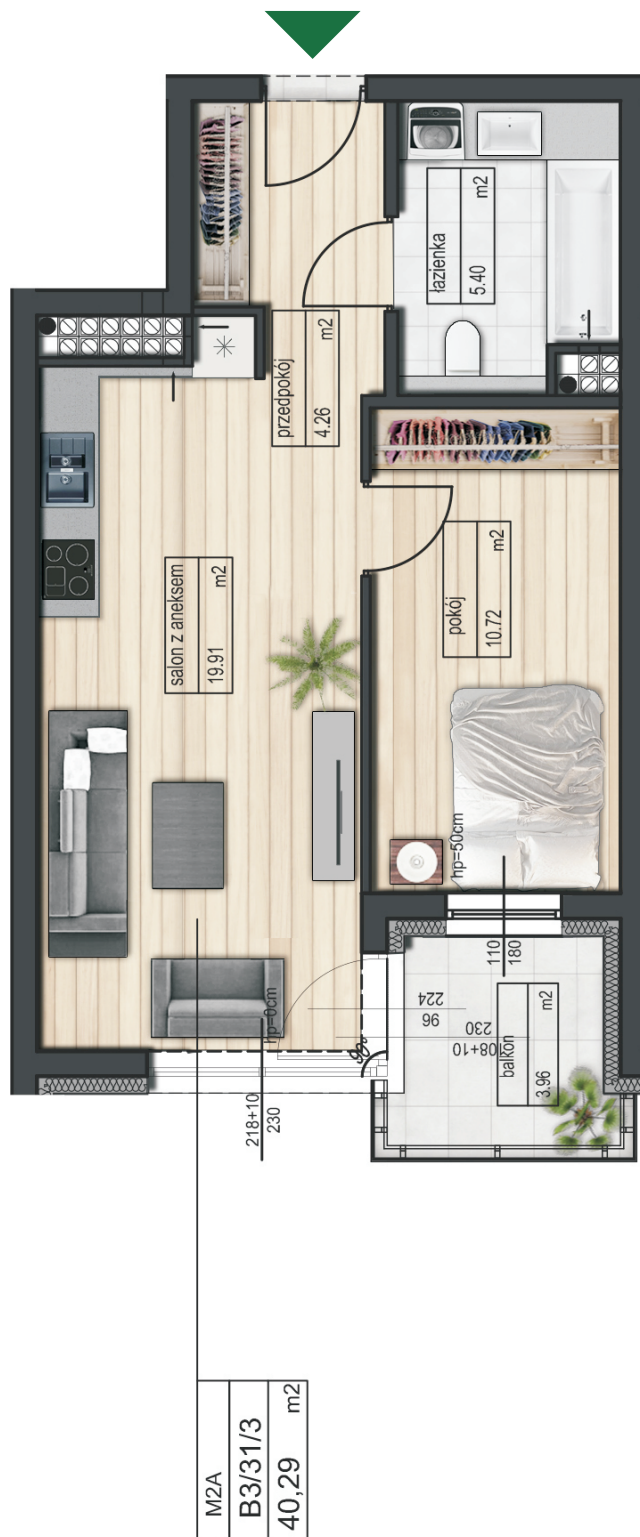 łazienka
5.40 m2
przedpokój
4.26 m2
salon z aneksem
19.91 m2
pokój
10.72 m2
hp=50cm
110
180
hp=0cm
90°
224
96
230
108+10
balkon
3.96 m2
218+10
230
M2A
B3/31/3
40,29 m2